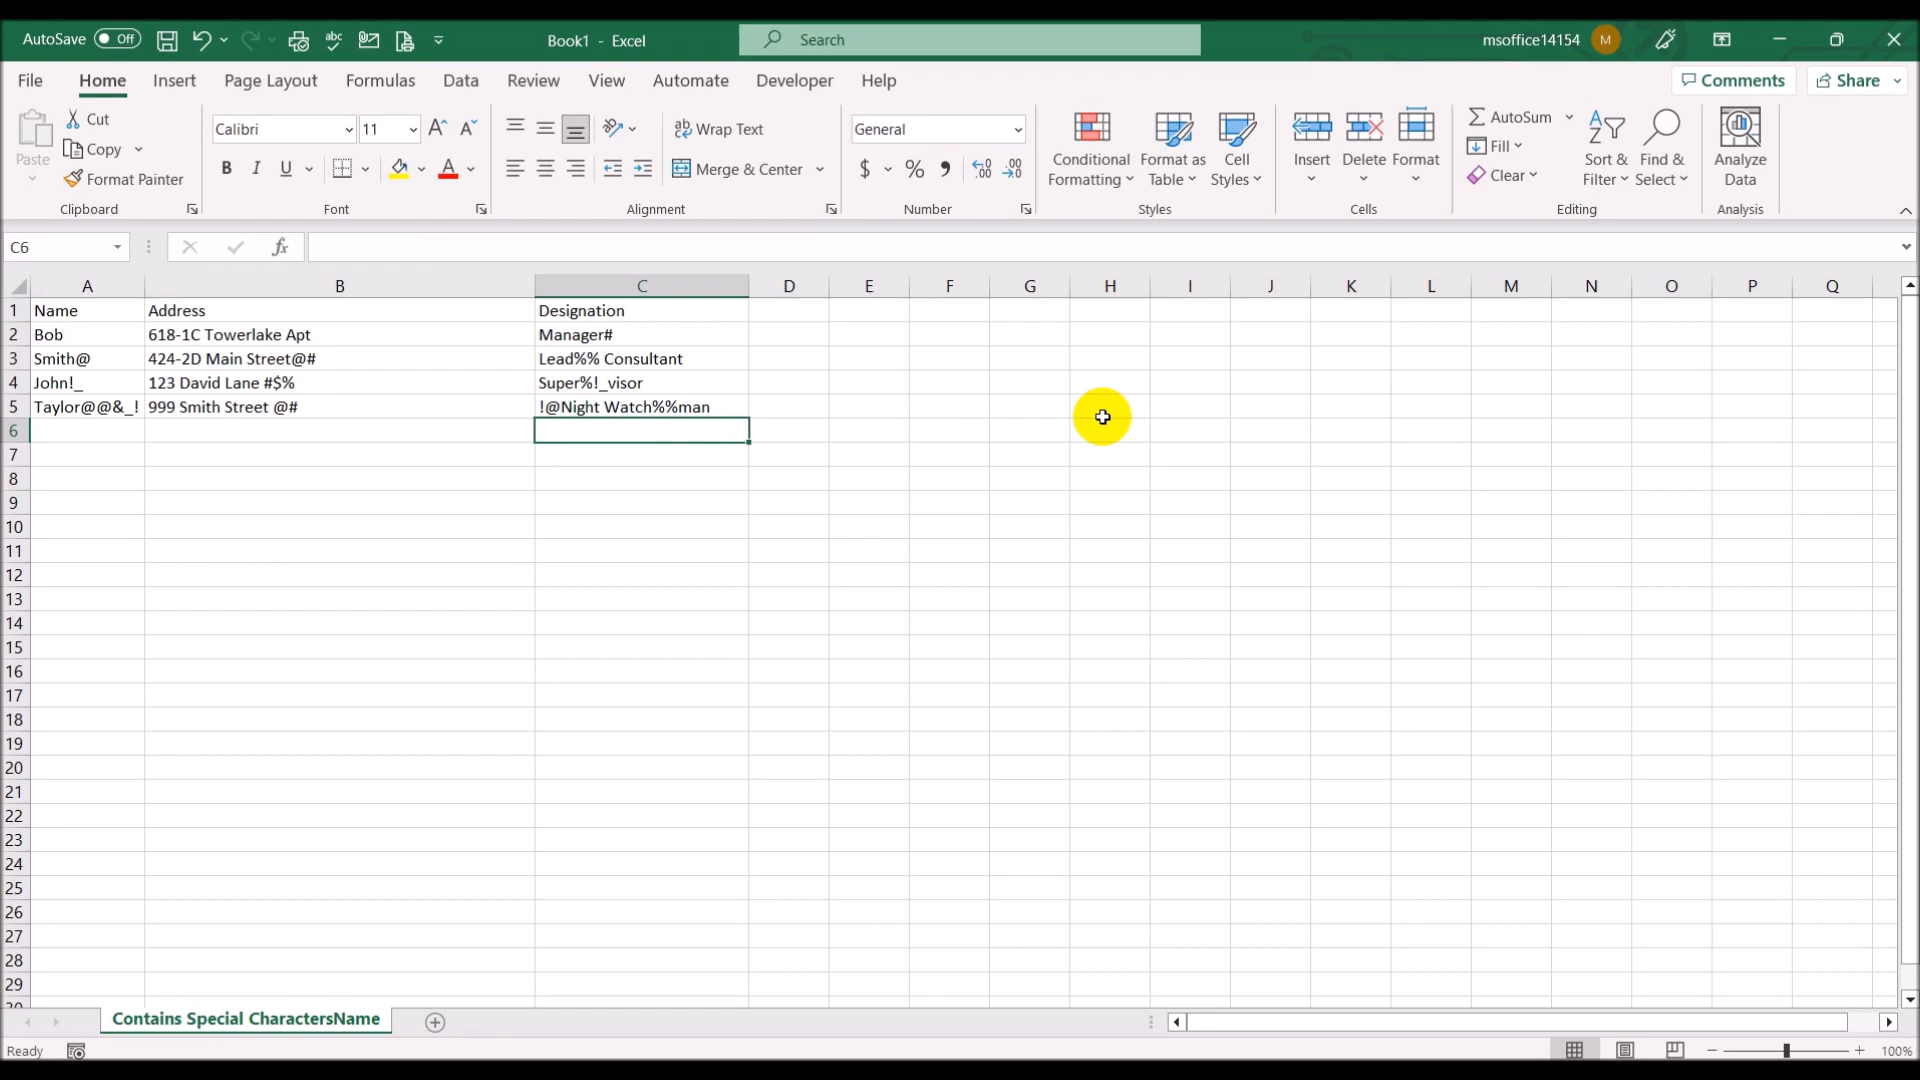 AutoSave Off Book1 - Excel Search msoffice14154 M
File Home Insert Page Layout Formulas Data Review View Automate Developer Help Comments Share
Paste
Cut
Copy
Format Painter
Clipboard
Calibri 11
B I U A
Font
ab Wrap Text
Merge & Center
Alignment
General
$ % 9
Number
Conditional Formatting
Format as Table
Cell Styles
Styles
Insert Delete Format
Cells
AutoSum
Fill
Clear
Sort & Filter
Find & Select
Editing
Analyze Data
Analysis
C6 fx
A B C D E F G H I J K L M N O P Q
1 Name Address Designation
2 Bob 618-1C Towerlake Apt Manager#
3 Smith@ 424-2D Main Street@# Lead%% Consultant
4 John!_ 123 David Lane #$% Super%!_visor
5 Taylor@@&_! 999 Smith Street @# !@Night Watch%%man
6
7
8
9
10
11
12
13
14
15
16
17
18
19
20
21
22
23
24
25
26
27
28
29
Contains Special CharactersName
Ready 100%